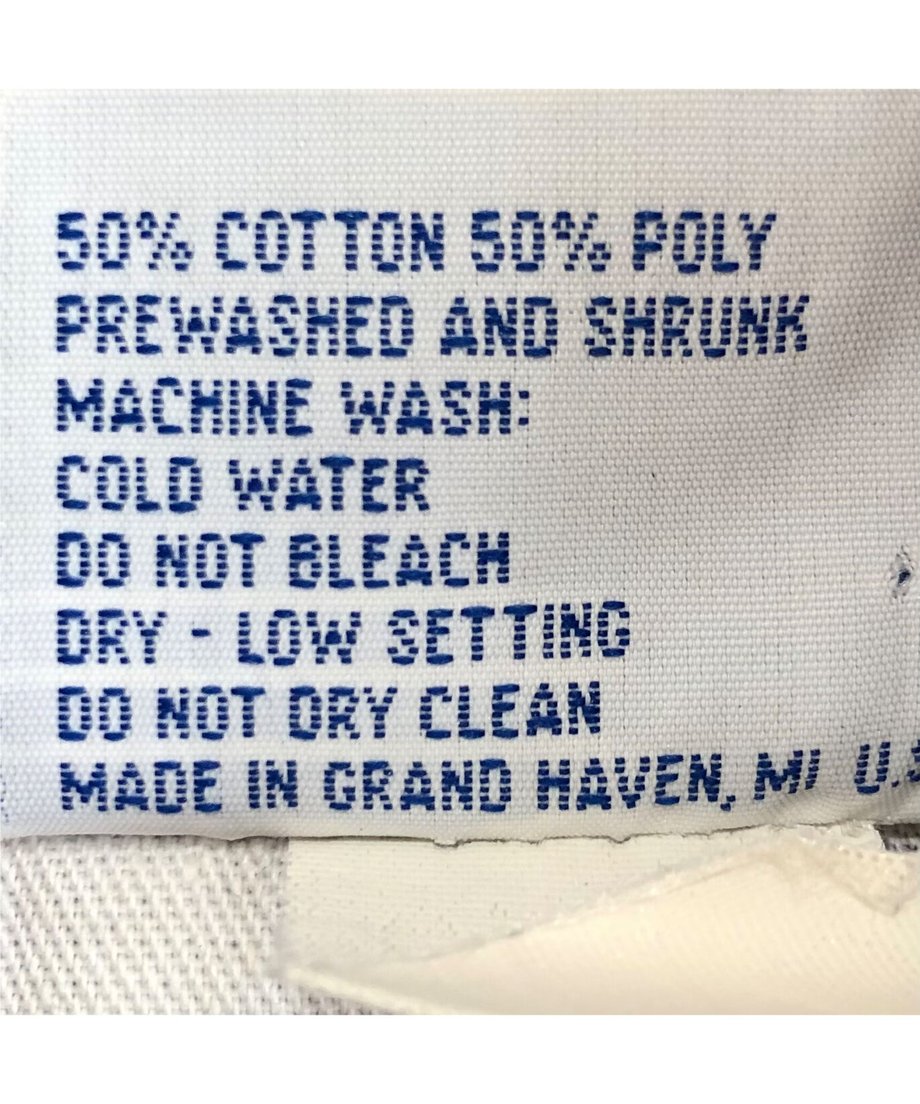 50% COTTON 50% POLY
PREWASHED AND SHRUNK
MACHINE WASH:
COLD WATER
DO NOT BLEACH
DRY - LOW SETTING
DO NOT DRY CLEAN
MADE IN GRAND HAVEN, MI